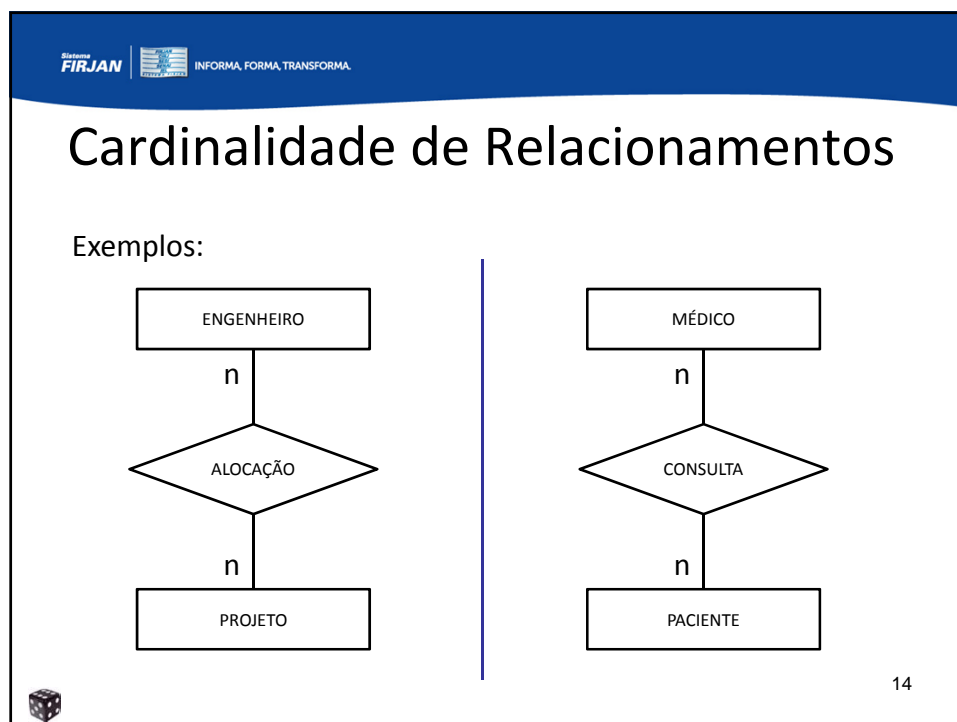 Sistema
FIRJAN
INFORMA, FORMA, TRANSFORMA.
Cardinalidade de Relacionamentos
Exemplos:
ENGENHEIRO
n
ALOCAÇÃO
n
PROJETO
MÉDICO
n
CONSULTA
n
PACIENTE
14